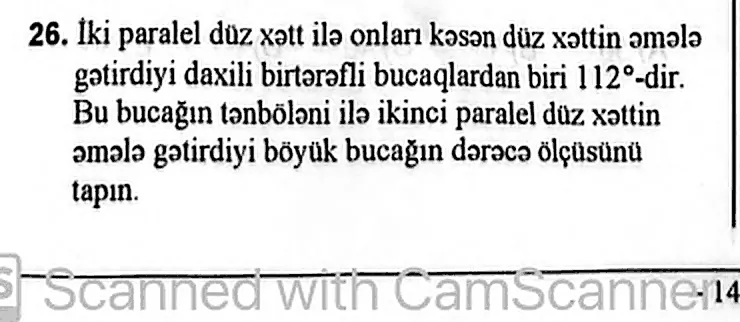 26. İki paralel düz xətt ilə onları kəsən düz xəttin əmələ
gətirdiyi daxili birtərəfli bucaqlardan biri 112°-dir.
Bu bucağın tənböləni ilə ikinci paralel düz xəttin
əmələ gətirdiyi böyük bucağın dərəcə ölçüsünü
tapın.
S Scanned with CamScanner
- 14